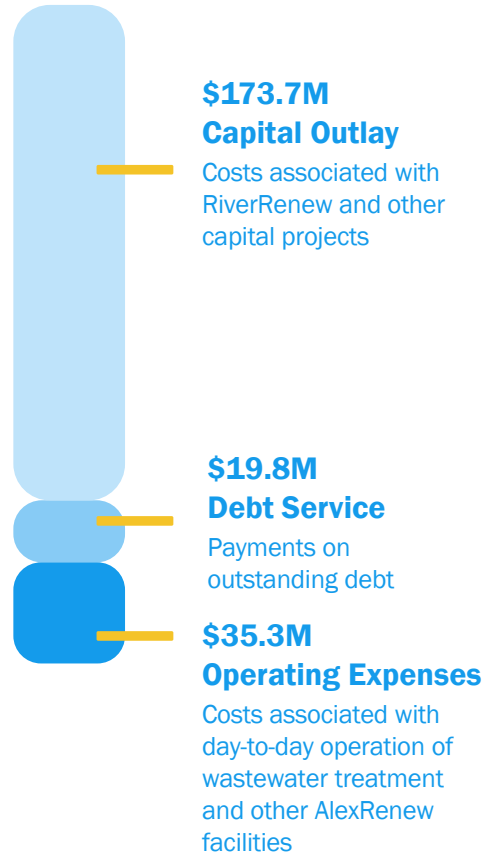 $173.7M
Capital Outlay
Costs associated with
RiverRenew and other
capital projects
$19.8M
Debt Service
Payments on
outstanding debt
$35.3M
Operating Expenses
Costs associated with
day-to-day operation of
wastewater treatment
and other AlexRenew
facilities